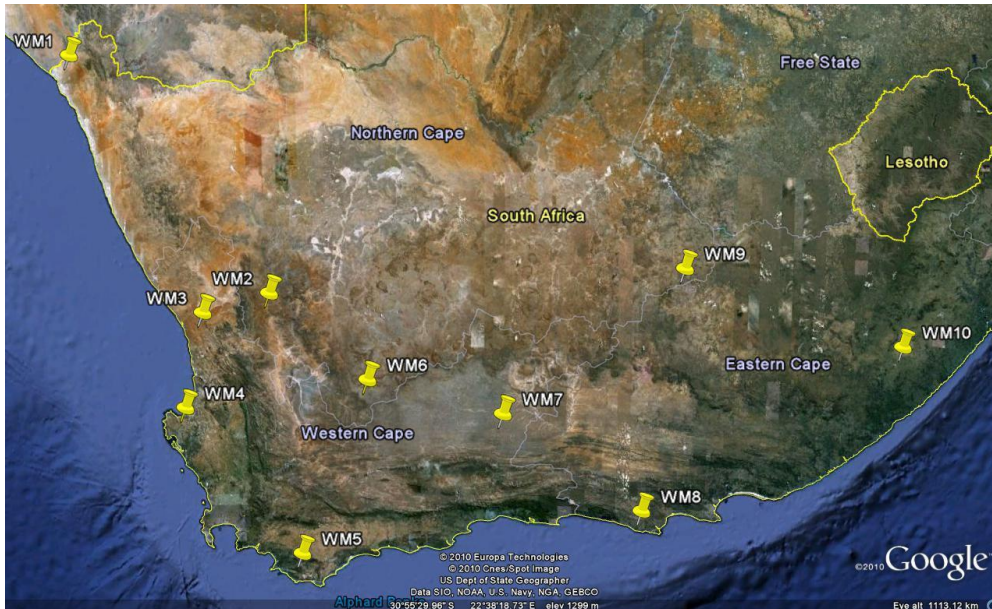 WM1
Free State
Northern Cape
Lesotho
South Africa
WM9
WM2
WM3
WM10
WM6
Eastern Cape
WM4
WM7
Western Cape
WM8
WM5
© 2010 Europa Technologies
© 2010 Cnes/Spot Image
US Dept of State Geographer
Data SIO, NOAA, U.S. Navy, NGA, GEBCO
©2010 Google
30°55'29.96" S 22°38'18.73" E elev 1299 m
Eye alt 1113.12 km